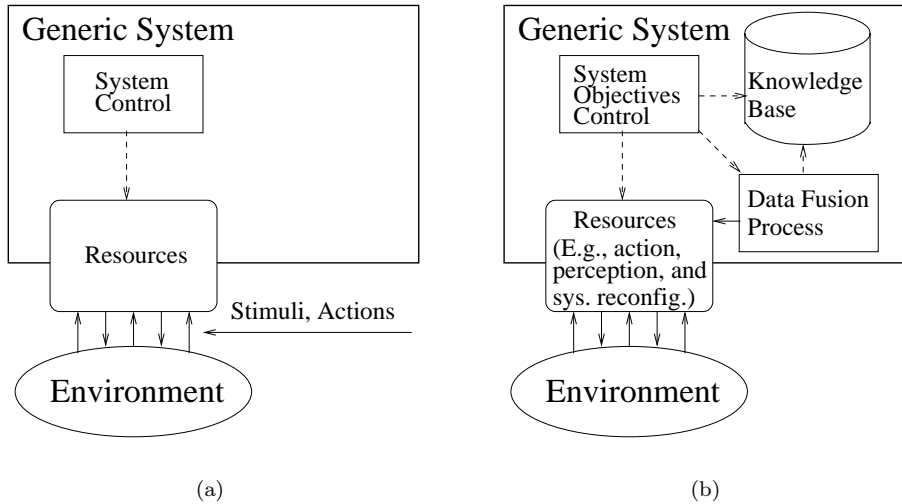 Generic System
System
Control
Resources
Stimuli, Actions
Environment
(a)
Generic System
System
Objectives
Control
Knowledge
Base
Data Fusion
Process
Resources
(E.g., action,
perception, and
sys. reconfig.)
Environment
(b)